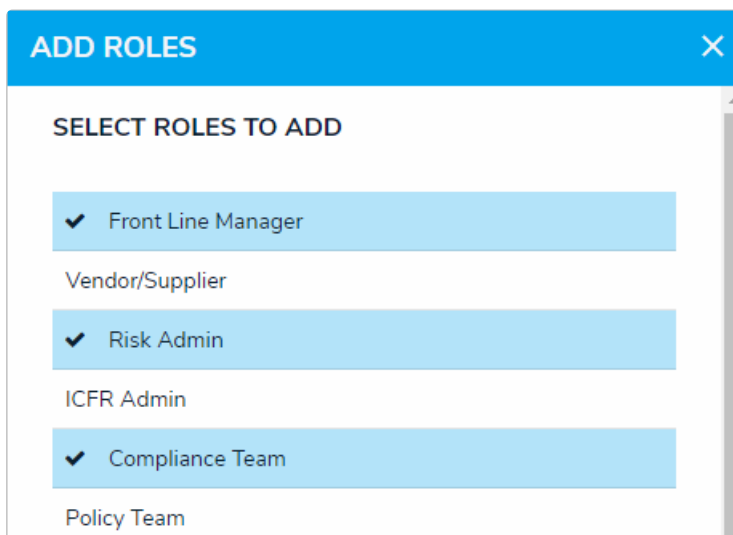 ADD ROLES
SELECT ROLES TO ADD
Front Line Manager
Vendor/Supplier
Risk Admin
ICFR Admin
Compliance Team
Policy Team